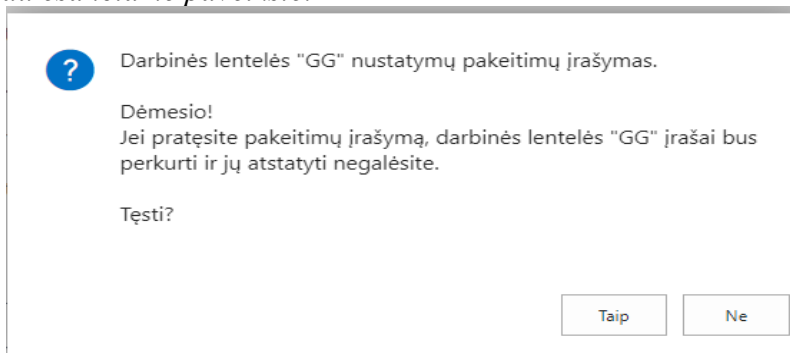 Darbinės lentelės "GG" nustatymų pakeitimų įrašymas.
Dėmesio!
Jei pratęsite pakeitimų įrašymą, darbinės lentelės "GG" įrašai bus
perkurti ir jų atstatyti negalėsite.
Tęsti?
Taip
Ne